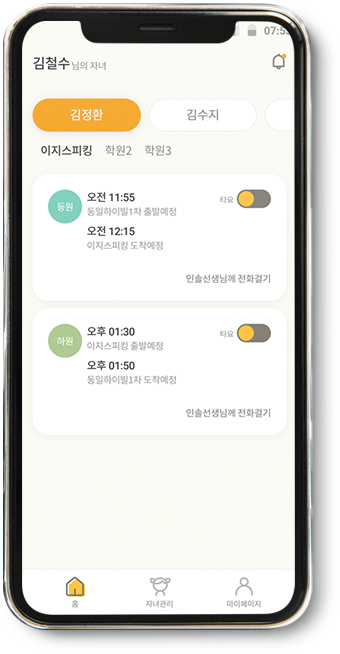 07:53
김철수 님의 자녀
김정환 김수지
이지스피킹 학원2 학원3
등원
오전 11:55
동일하이빌1차 출발예정
타요
오전 12:15
이지스피킹 도착예정
인솔선생님께 전화걸기
하원
오후 01:30
이지스피킹 출발예정
타요
오후 01:50
동일하이빌1차 도착예정
인솔선생님께 전화걸기
홈 자녀관리 마이페이지